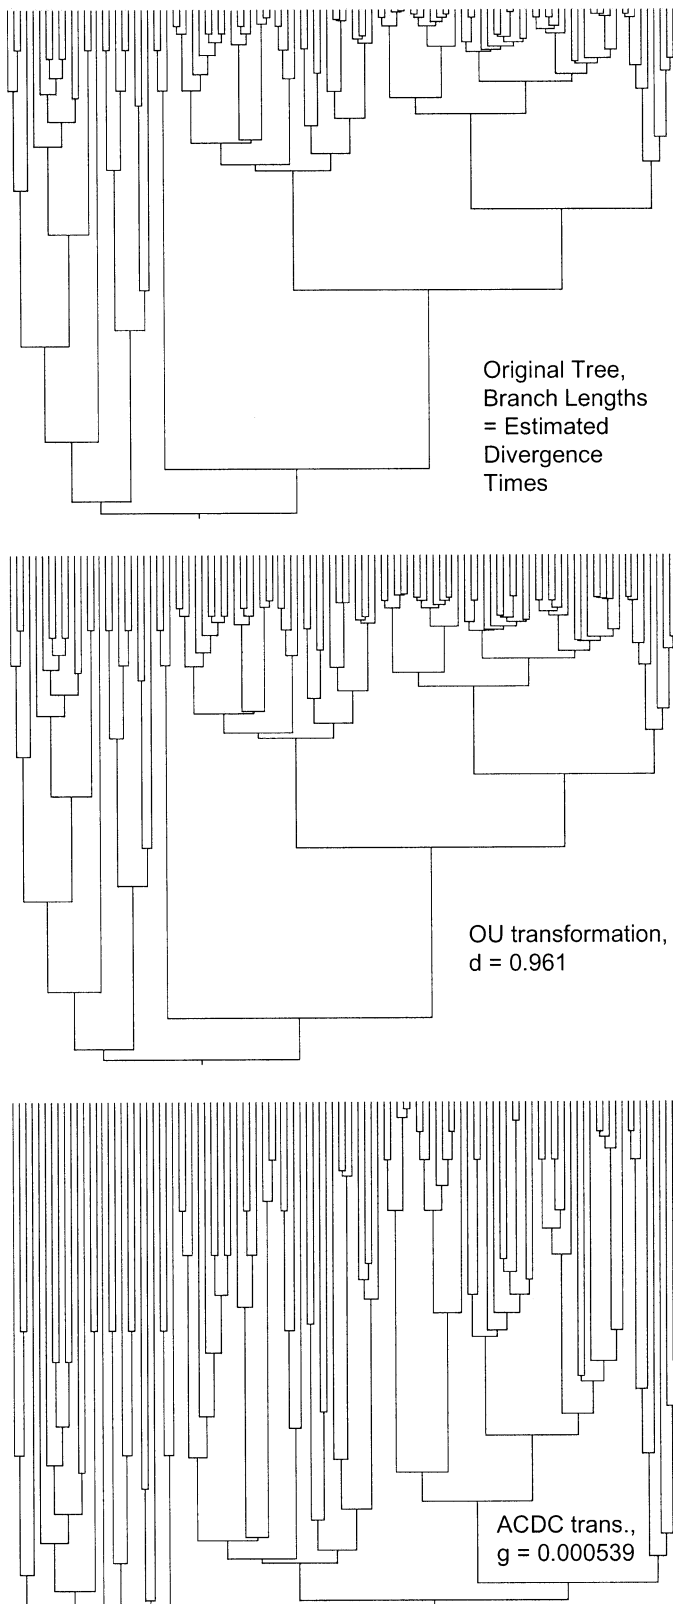 Original Tree,
Branch Lengths
= Estimated
Divergence
Times
OU transformation,
d = 0.961
ACDC trans.,
g = 0.000539